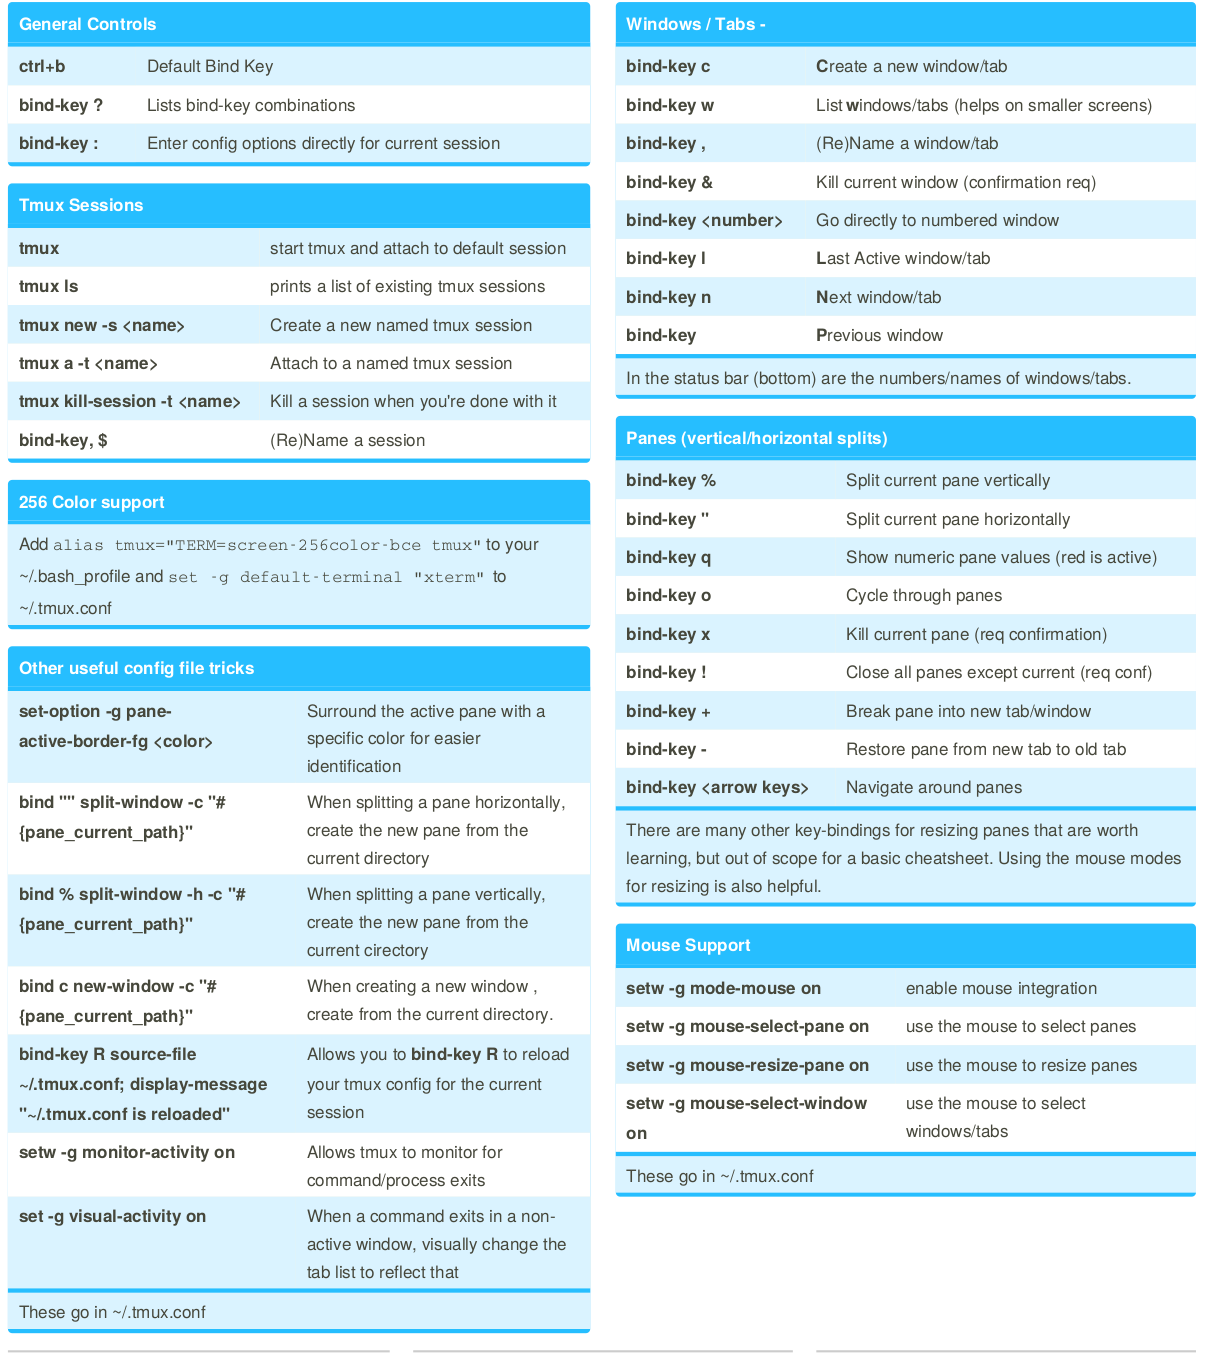 General Controls
ctrl+b Default Bind Key
bind-key ? Lists bind-key combinations
bind-key : Enter config options directly for current session
Tmux Sessions
tmux start tmux and attach to default session
tmux ls prints a list of existing tmux sessions
tmux new -s <name> Create a new named tmux session
tmux a -t <name> Attach to a named tmux session
tmux kill-session -t <name> Kill a session when you're done with it
bind-key, $ (Re)Name a session
256 Color support
Add alias tmux="TERM=screen-256color-bce tmux" to your
~/.bash_profile and set -g default-terminal "xterm" to
~/.tmux.conf
Other useful config file tricks
set-option -g pane- Surround the active pane with a
active-border-fg <color> specific color for easier
identification
bind "" split-window -c "# When splitting a pane horizontally,
{pane_current_path}" create the new pane from the
current directory
bind % split-window -h -c "# When splitting a pane vertically,
{pane_current_path}" create the new pane from the
current cirectory
bind c new-window -c "# When creating a new window ,
{pane_current_path}" create from the current directory.
bind-key R source-file Allows you to bind-key R to reload
~/.tmux.conf; display-message your tmux config for the current
"~/.tmux.conf is reloaded" session
setw -g monitor-activity on Allows tmux to monitor for
command/process exits
set -g visual-activity on When a command exits in a non-
active window, visually change the
tab list to reflect that
These go in ~/.tmux.conf
Windows / Tabs -
bind-key c Create a new window/tab
bind-key w List windows/tabs (helps on smaller screens)
bind-key , (Re)Name a window/tab
bind-key & Kill current window (confirmation req)
bind-key <number> Go directly to numbered window
bind-key l Last Active window/tab
bind-key n Next window/tab
bind-key Previous window
In the status bar (bottom) are the numbers/names of windows/tabs.
Panes (vertical/horizontal splits)
bind-key % Split current pane vertically
bind-key " Split current pane horizontally
bind-key q Show numeric pane values (red is active)
bind-key o Cycle through panes
bind-key x Kill current pane (req confirmation)
bind-key ! Close all panes except current (req conf)
bind-key + Break pane into new tab/window
bind-key - Restore pane from new tab to old tab
bind-key <arrow keys> Navigate around panes
There are many other key-bindings for resizing panes that are worth
learning, but out of scope for a basic cheatsheet. Using the mouse modes
for resizing is also helpful.
Mouse Support
setw -g mode-mouse on enable mouse integration
setw -g mouse-select-pane on use the mouse to select panes
setw -g mouse-resize-pane on use the mouse to resize panes
setw -g mouse-select-window use the mouse to select
on windows/tabs
These go in ~/.tmux.conf